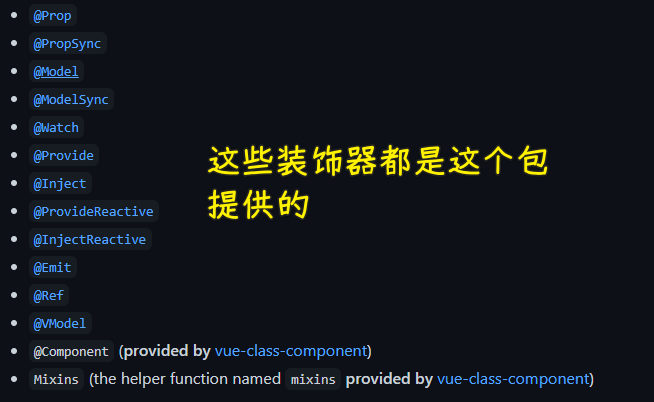 @Prop
@PropSync
@Model
@ModelSync
@Watch
@Provide
@Inject
@ProvideReactive
@InjectReactive
@Emit
@Ref
@VModel
@Component (provided by vue-class-component)
Mixins (the helper function named mixins provided by vue-class-component)
这些装饰器都是这个包
提供的